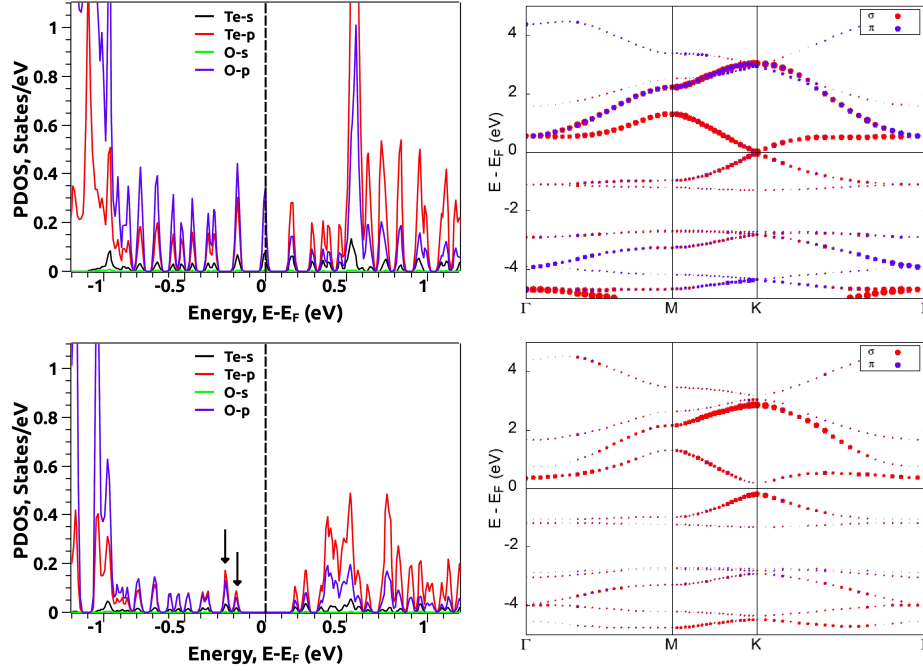 PDOS, States/eV
1
0.8
0.6
0.4
0.2
0
Te-s
Te-p
O-s
O-p
-1
-0.5
0
0.5
1
Energy, E-E_F (eV)
E - E_F (eV)
4
2
0
-2
-4
σ
π
Γ
M
K
PDOS, States/eV
1
0.8
0.6
0.4
0.2
0
Te-s
Te-p
O-s
O-p
-1
-0.5
0
0.5
1
Energy, E-E_F (eV)
E - E_F (eV)
4
2
0
-2
-4
σ
π
Γ
M
K